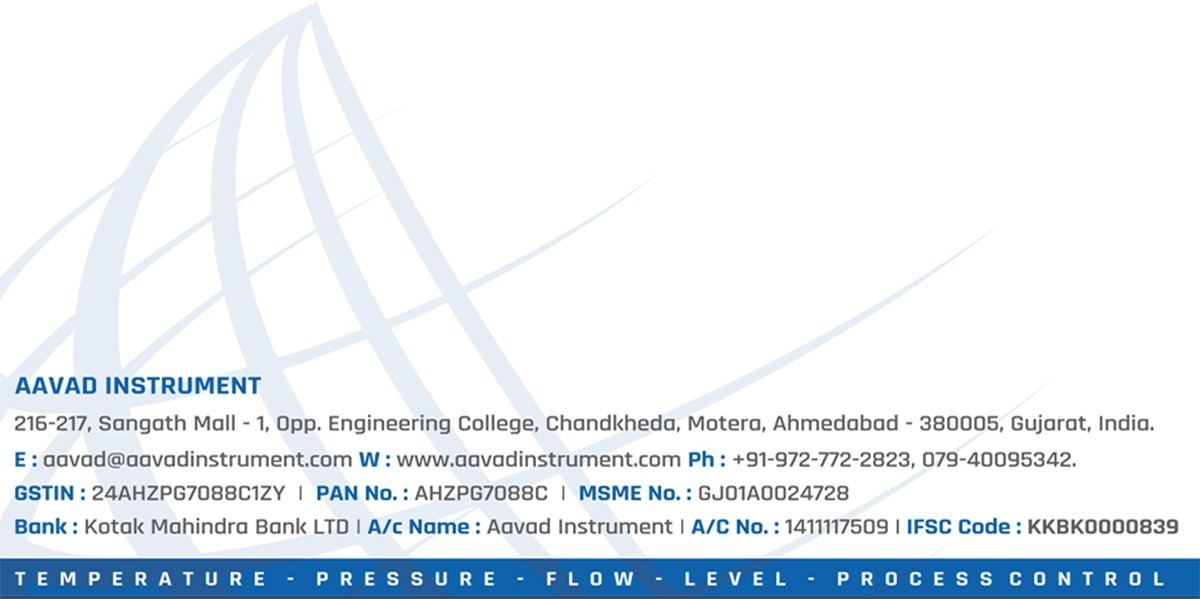 AAVAD INSTRUMENT
216-217, Sangath Mall - 1, Opp. Engineering College, Chandkheda, Motera, Ahmedabad - 380005, Gujarat, India.
E : aavad@aavadinstrument.com W : www.aavadinstrument.com Ph : +91-972-772-2823, 079-40095342.
GSTIN : 24AHZPG7088C1ZY | PAN No. : AHZPG7088C | MSME No. : GJ01A0024728
Bank : Kotak Mahindra Bank LTD | A/c Name : Aavad Instrument | A/C No. : 1411117509 | IFSC Code : KKBK0000839
TEMPERATURE - PRESSURE - FLOW - LEVEL - PROCESS CONTROL